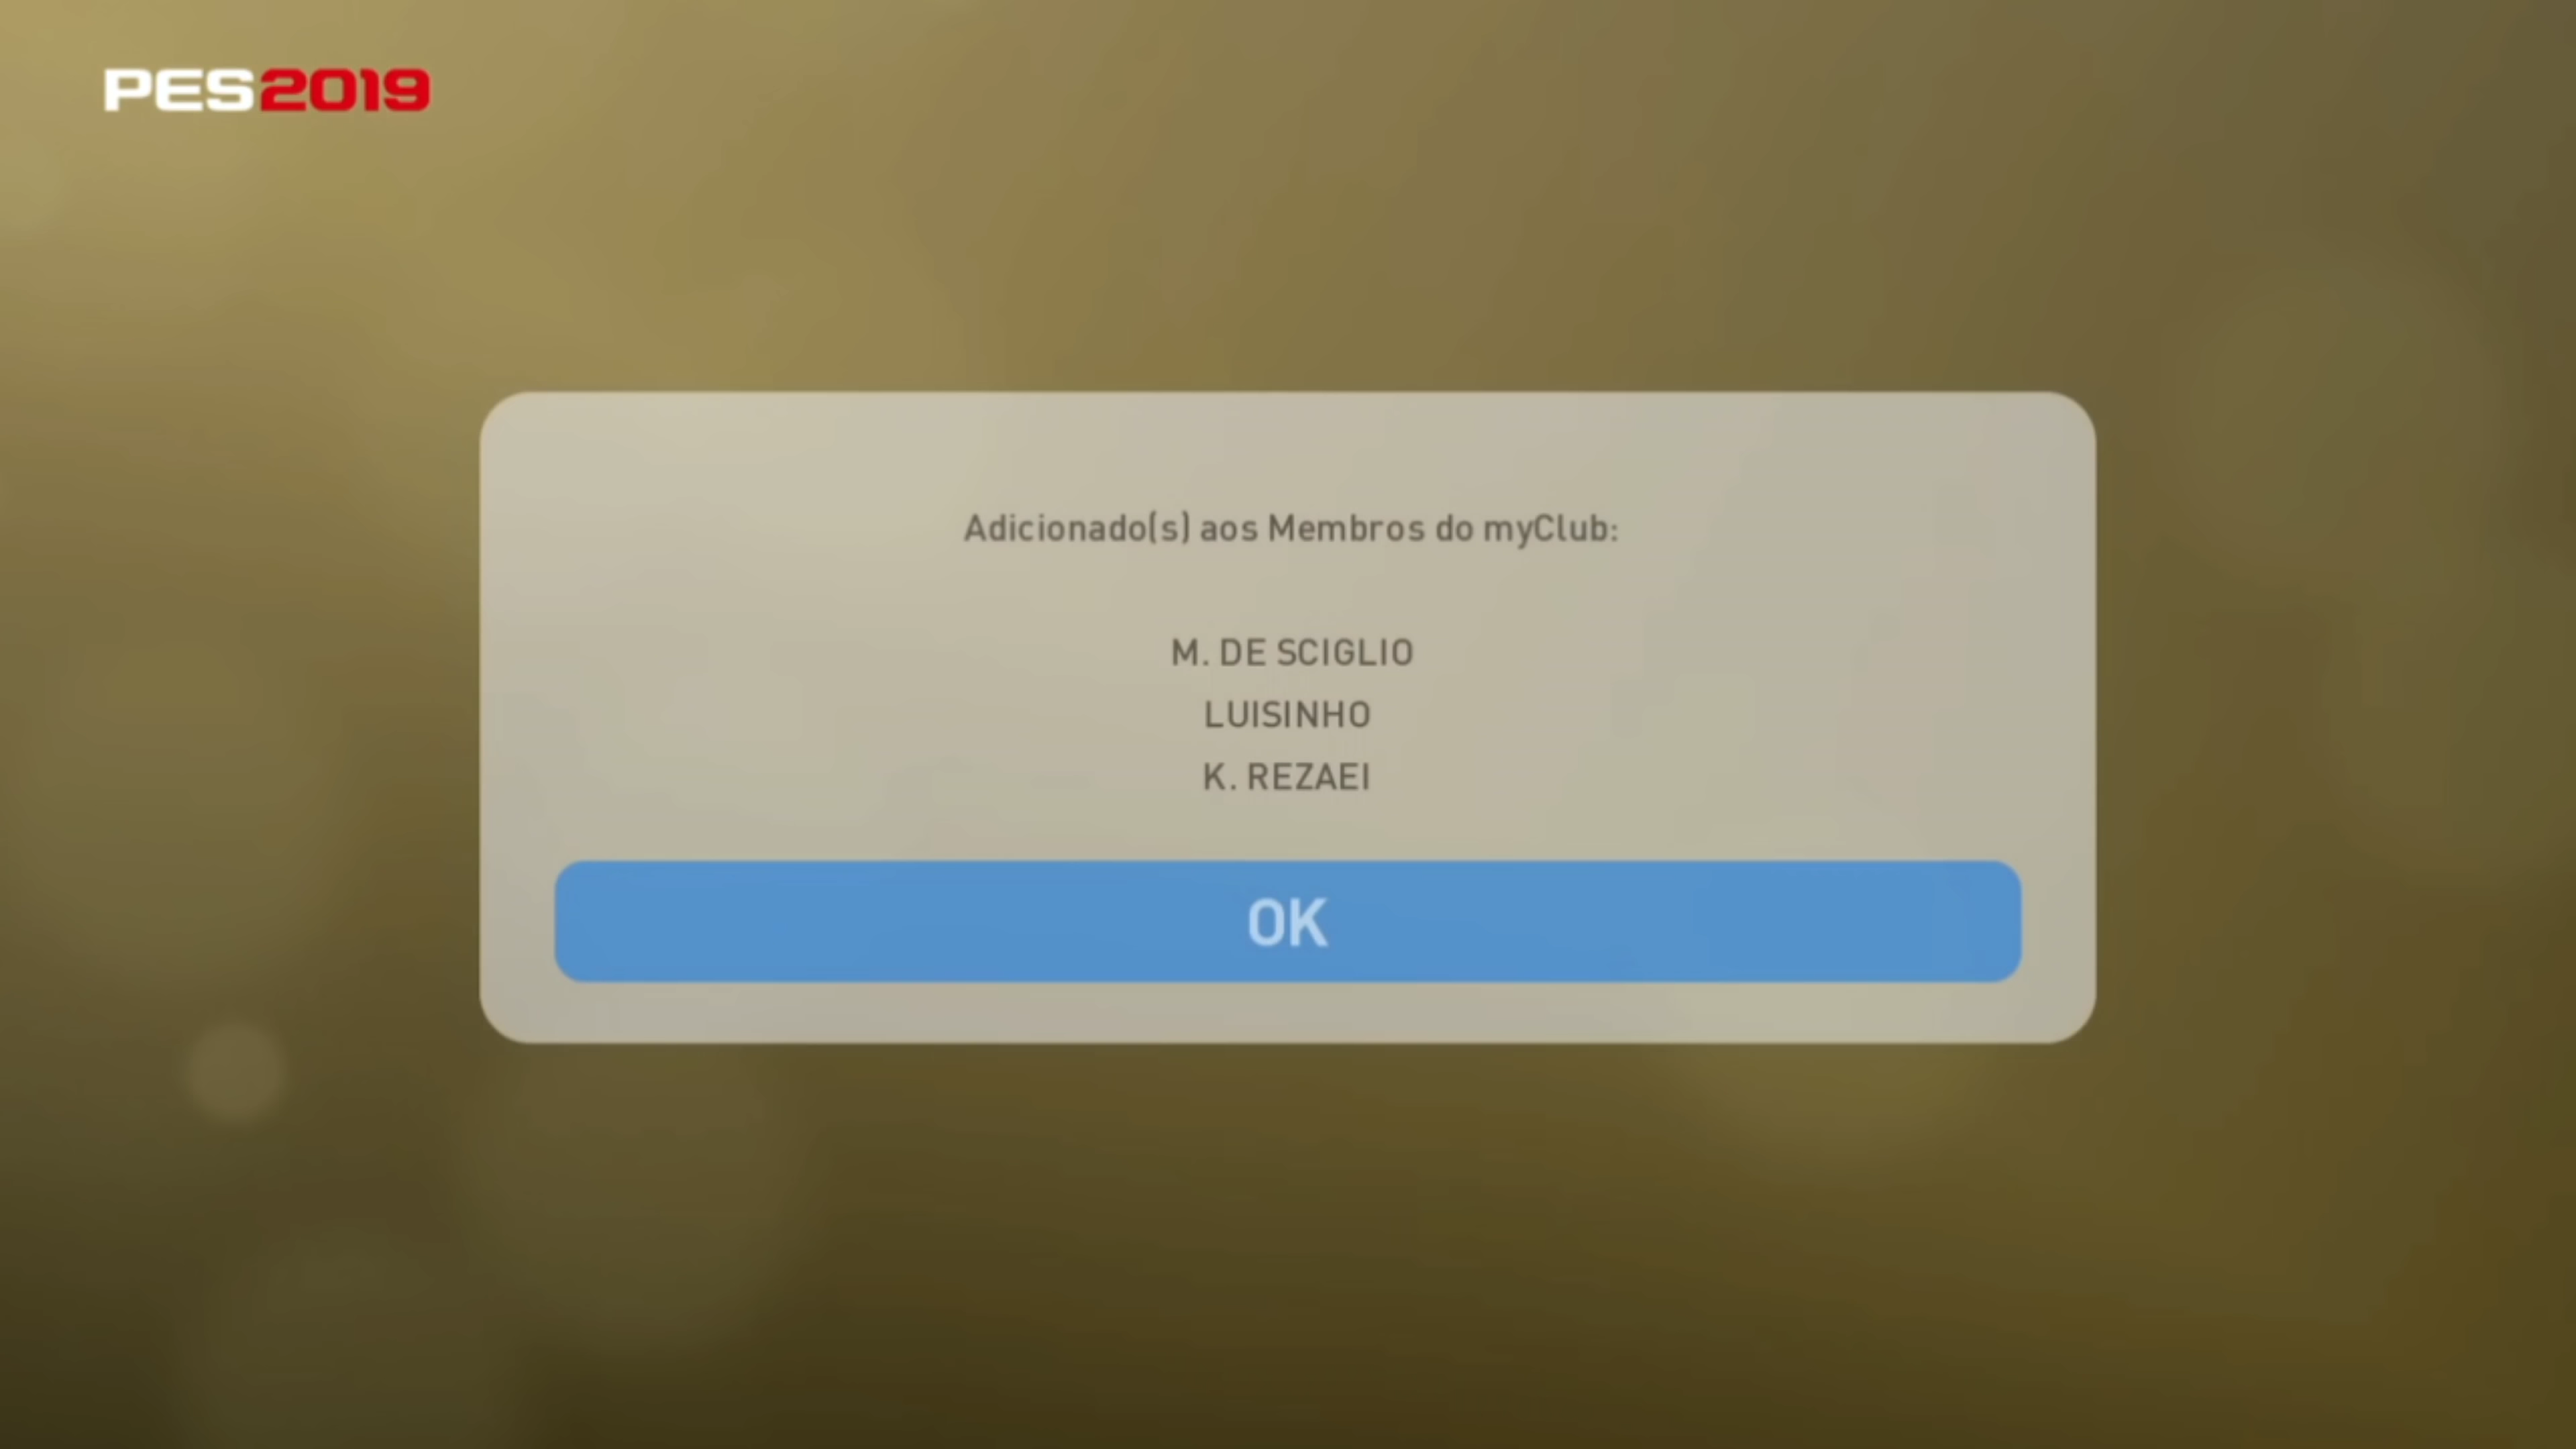 PES2019
Adicionado(s) aos Membros do myClub:
M. DE SCIGLIO
LUISINHO
K. REZAEI
OK